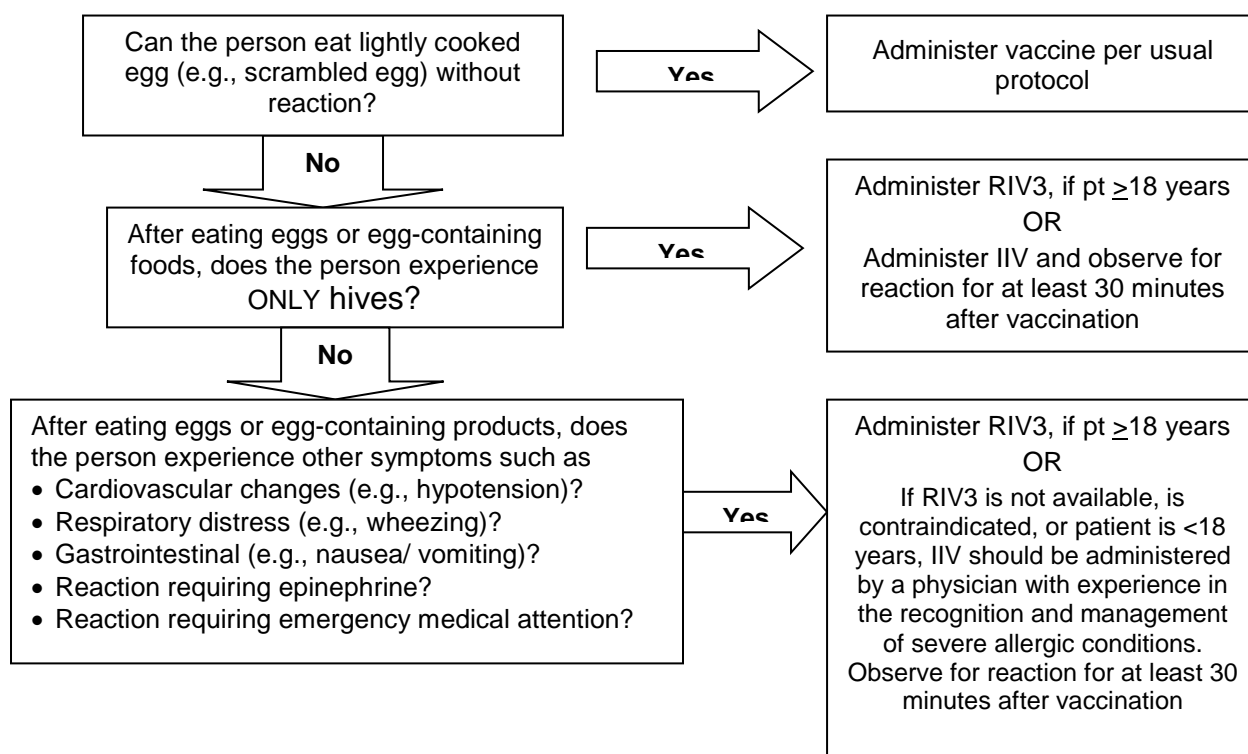 Can the person eat lightly cooked
egg (e.g., scrambled egg) without
reaction?
Yes
Administer vaccine per usual
protocol
No
After eating eggs or egg-containing
foods, does the person experience
ONLY hives?
Yes
Administer RIV3, if pt ≥18 years
OR
Administer IIV and observe for
reaction for at least 30 minutes
after vaccination
No
After eating eggs or egg-containing products, does
the person experience other symptoms such as
• Cardiovascular changes (e.g., hypotension)?
• Respiratory distress (e.g., wheezing)?
• Gastrointestinal (e.g., nausea/ vomiting)?
• Reaction requiring epinephrine?
• Reaction requiring emergency medical attention?
Yes
Administer RIV3, if pt ≥18 years
OR
If RIV3 is not available, is
contraindicated, or patient is <18
years, IIV should be administered
by a physician with experience in
the recognition and management
of severe allergic conditions.
Observe for reaction for at least 30
minutes after vaccination